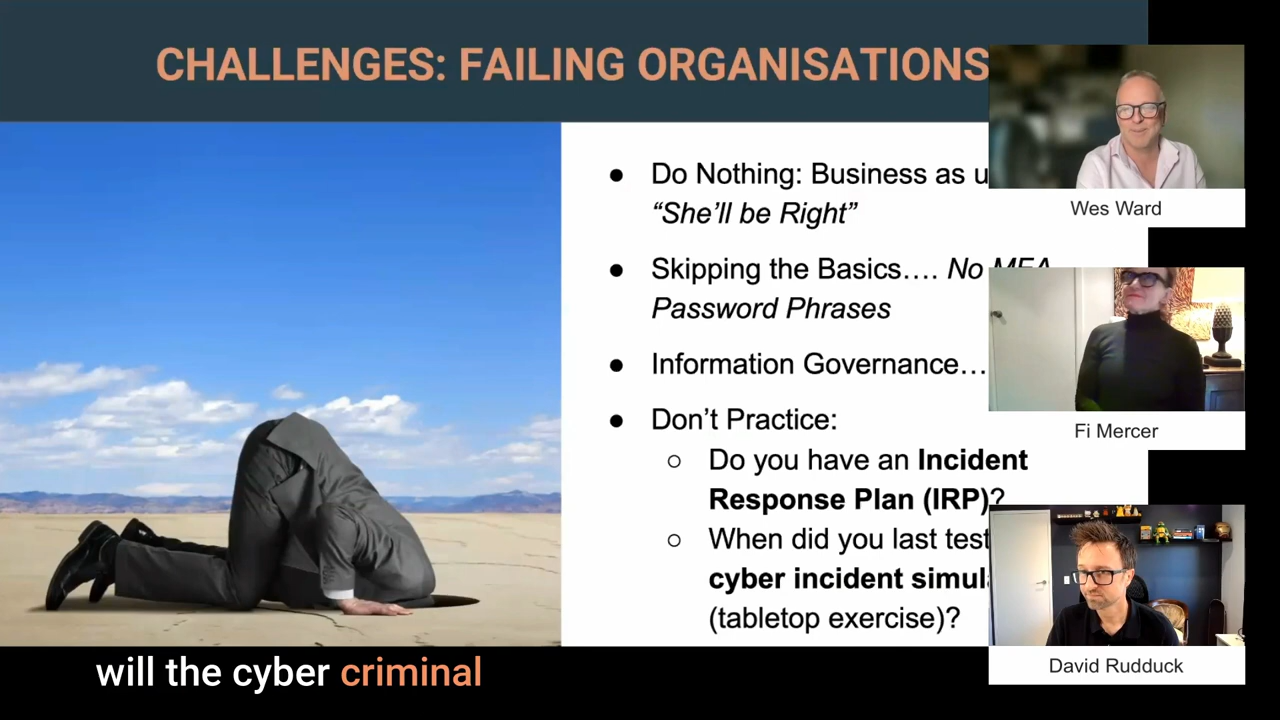 CHALLENGES: FAILING ORGANISATIONS
● Do Nothing: Business as u
“She’ll be Right”
● Skipping the Basics…. No MFA
Password Phrases
● Information Governance…
● Don’t Practice:
○ Do you have an Incident
Response Plan (IRP)?
○ When did you last test
cyber incident simul
(tabletop exercise)?
Wes Ward
Fi Mercer
David Rudduck
will the cyber criminal